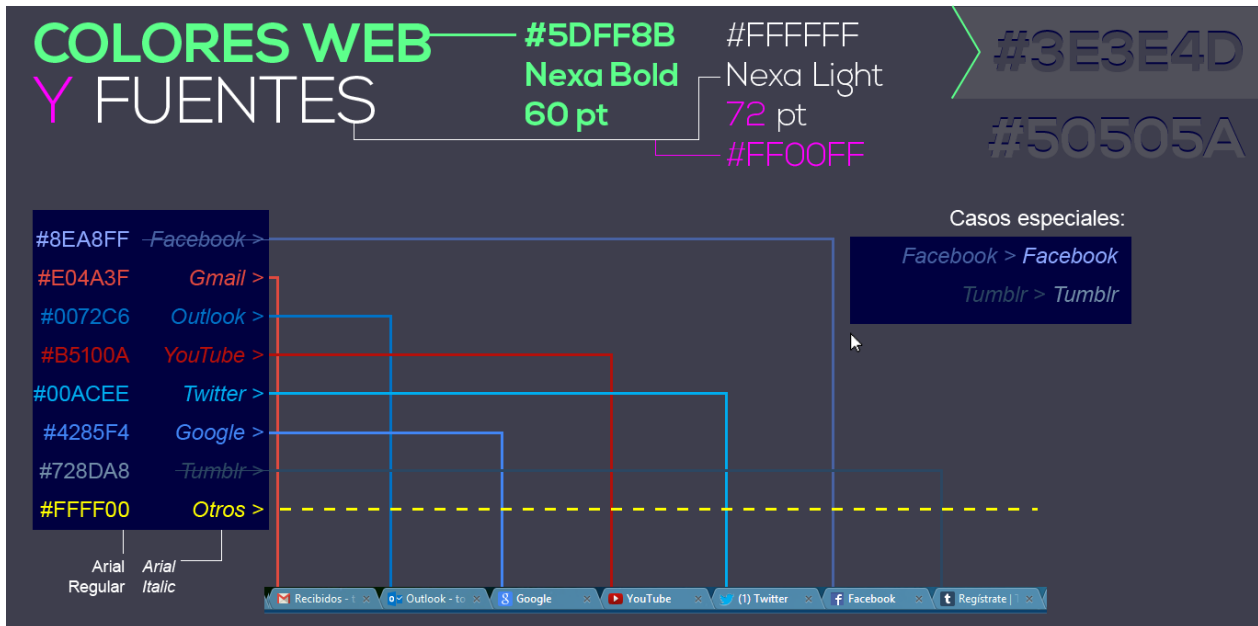 COLORES WEB
Y FUENTES
#5DFF8B
Nexa Bold
60 pt
#FFFFFF
Nexa Light
72 pt
#FF00FF
#3E3E4D
#50505A
#8EA8FF Facebook >
#E04A3F Gmail >
#0072C6 Outlook >
#B5100A YouTube >
#00ACEE Twitter >
#4285F4 Google >
#728DA8 Tumblr >
#FFFF00 Otros >
Arial Regular
Arial Italic
Casos especiales:
Facebook > Facebook
Tumblr > Tumblr
Recibidos - t Outlook - to Google YouTube (1) Twitter Facebook Regístrate |